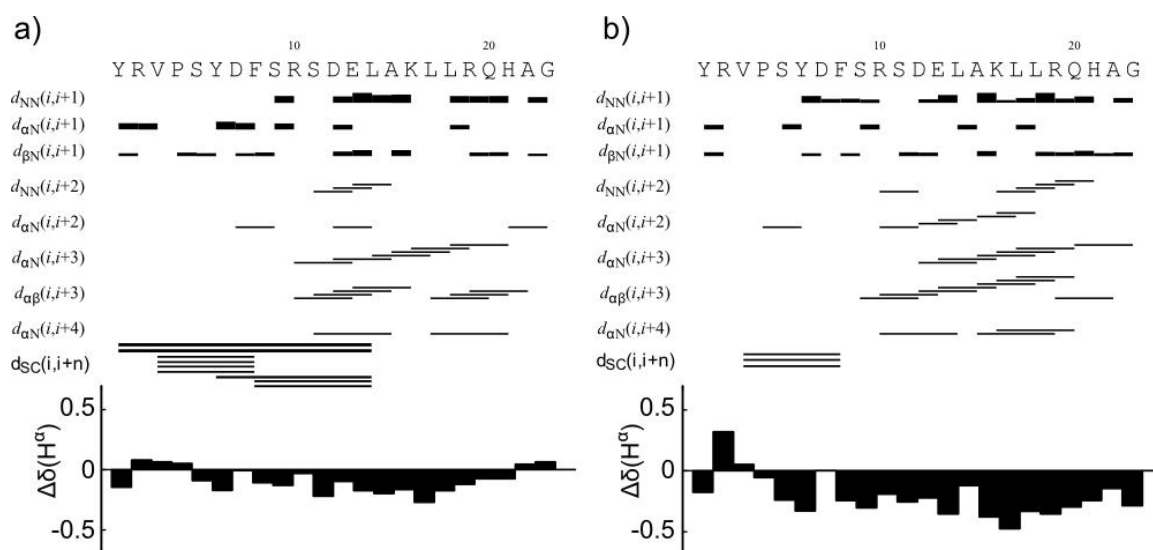 a)
10 20
Y R V P S Y D F S R S D E L A K L L R Q H A G
dNN(i,i+1)
dαN(i,i+1)
dβN(i,i+1)
dNN(i,i+2)
dαN(i,i+2)
dαN(i,i+3)
dαβ(i,i+3)
dαN(i,i+4)
dSC(i,i+n)
0.5
0
-0.5
Δδ(Hα)
b)
10 20
Y R V P S Y D F S R S D E L A K L L R Q H A G
dNN(i,i+1)
dαN(i,i+1)
dβN(i,i+1)
dNN(i,i+2)
dαN(i,i+2)
dαN(i,i+3)
dαβ(i,i+3)
dαN(i,i+4)
dSC(i,i+n)
0.5
0
-0.5
Δδ(Hα)